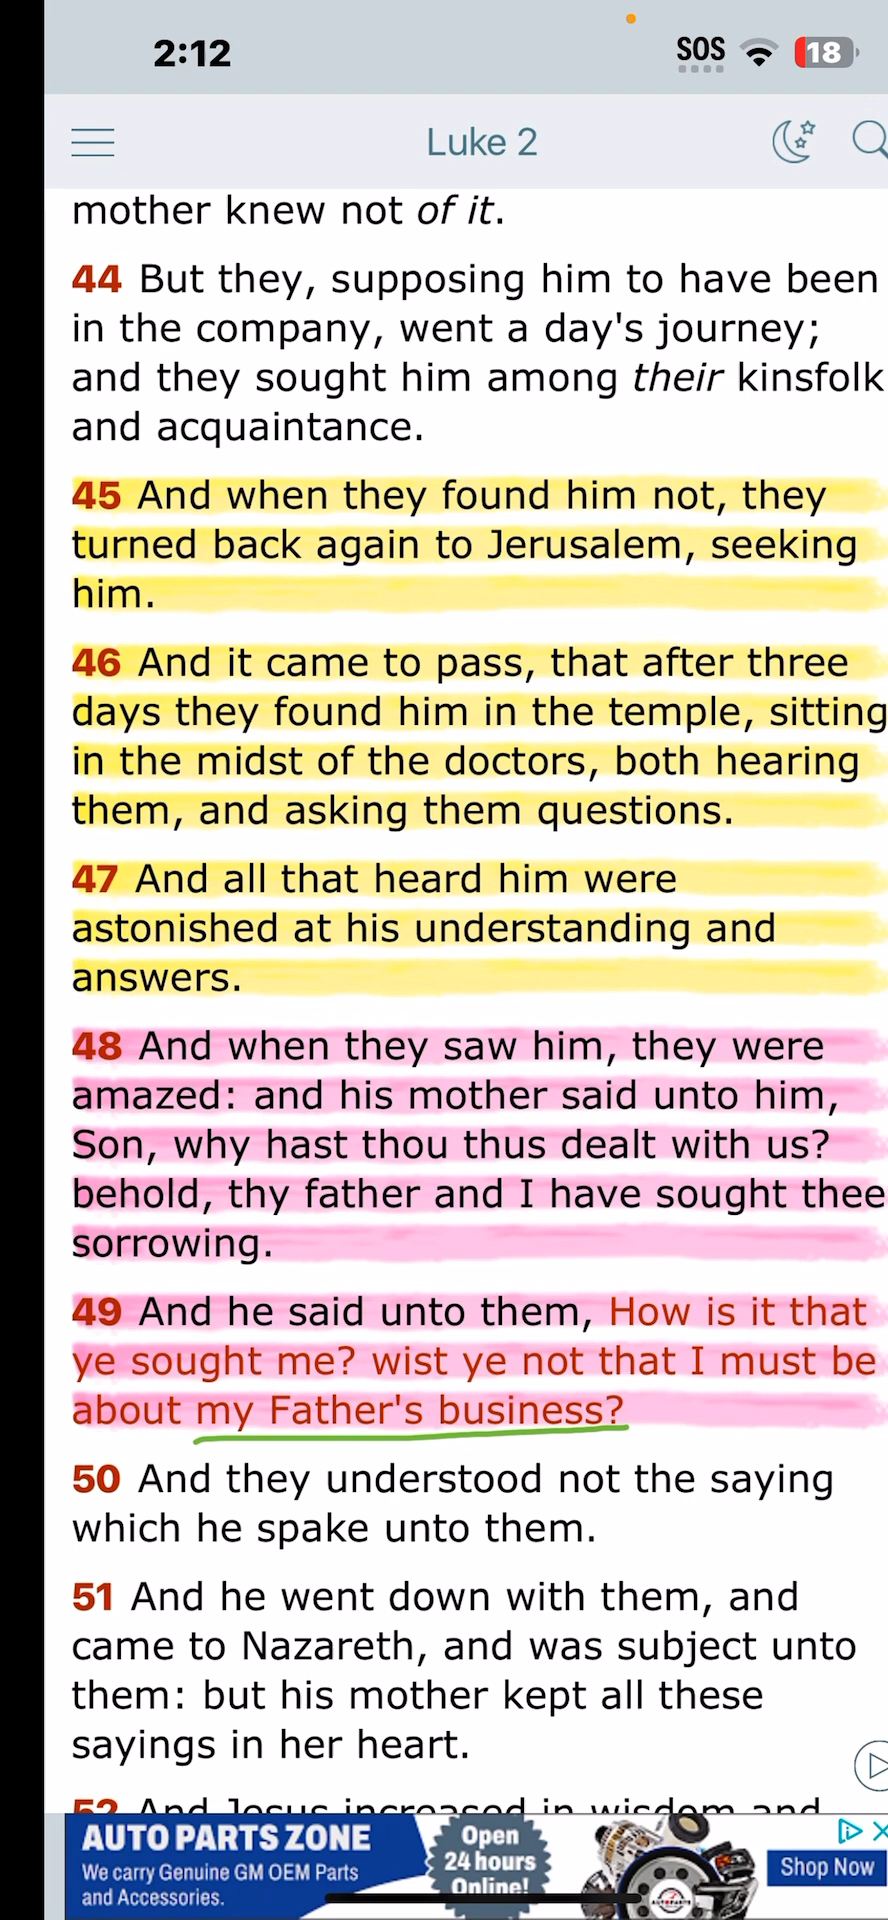 2:12
SOS
18
Luke 2
mother knew not of it.
44 But they, supposing him to have been
in the company, went a day's journey;
and they sought him among their kinsfolk
and acquaintance.
45 And when they found him not, they
turned back again to Jerusalem, seeking
him.
46 And it came to pass, that after three
days they found him in the temple, sitting
in the midst of the doctors, both hearing
them, and asking them questions.
47 And all that heard him were
astonished at his understanding and
answers.
48 And when they saw him, they were
amazed: and his mother said unto him,
Son, why hast thou thus dealt with us?
behold, thy father and I have sought thee
sorrowing.
49 And he said unto them, How is it that
ye sought me? wist ye not that I must be
about my Father's business?
50 And they understood not the saying
which he spake unto them.
51 And he went down with them, and
came to Nazareth, and was subject unto
them: but his mother kept all these
sayings in her heart.
52 And Jesus increased in wisdom and
AUTO PARTS ZONE
We carry Genuine GM OEM Parts
and Accessories.
Open
24 hours
Online!
Shop Now